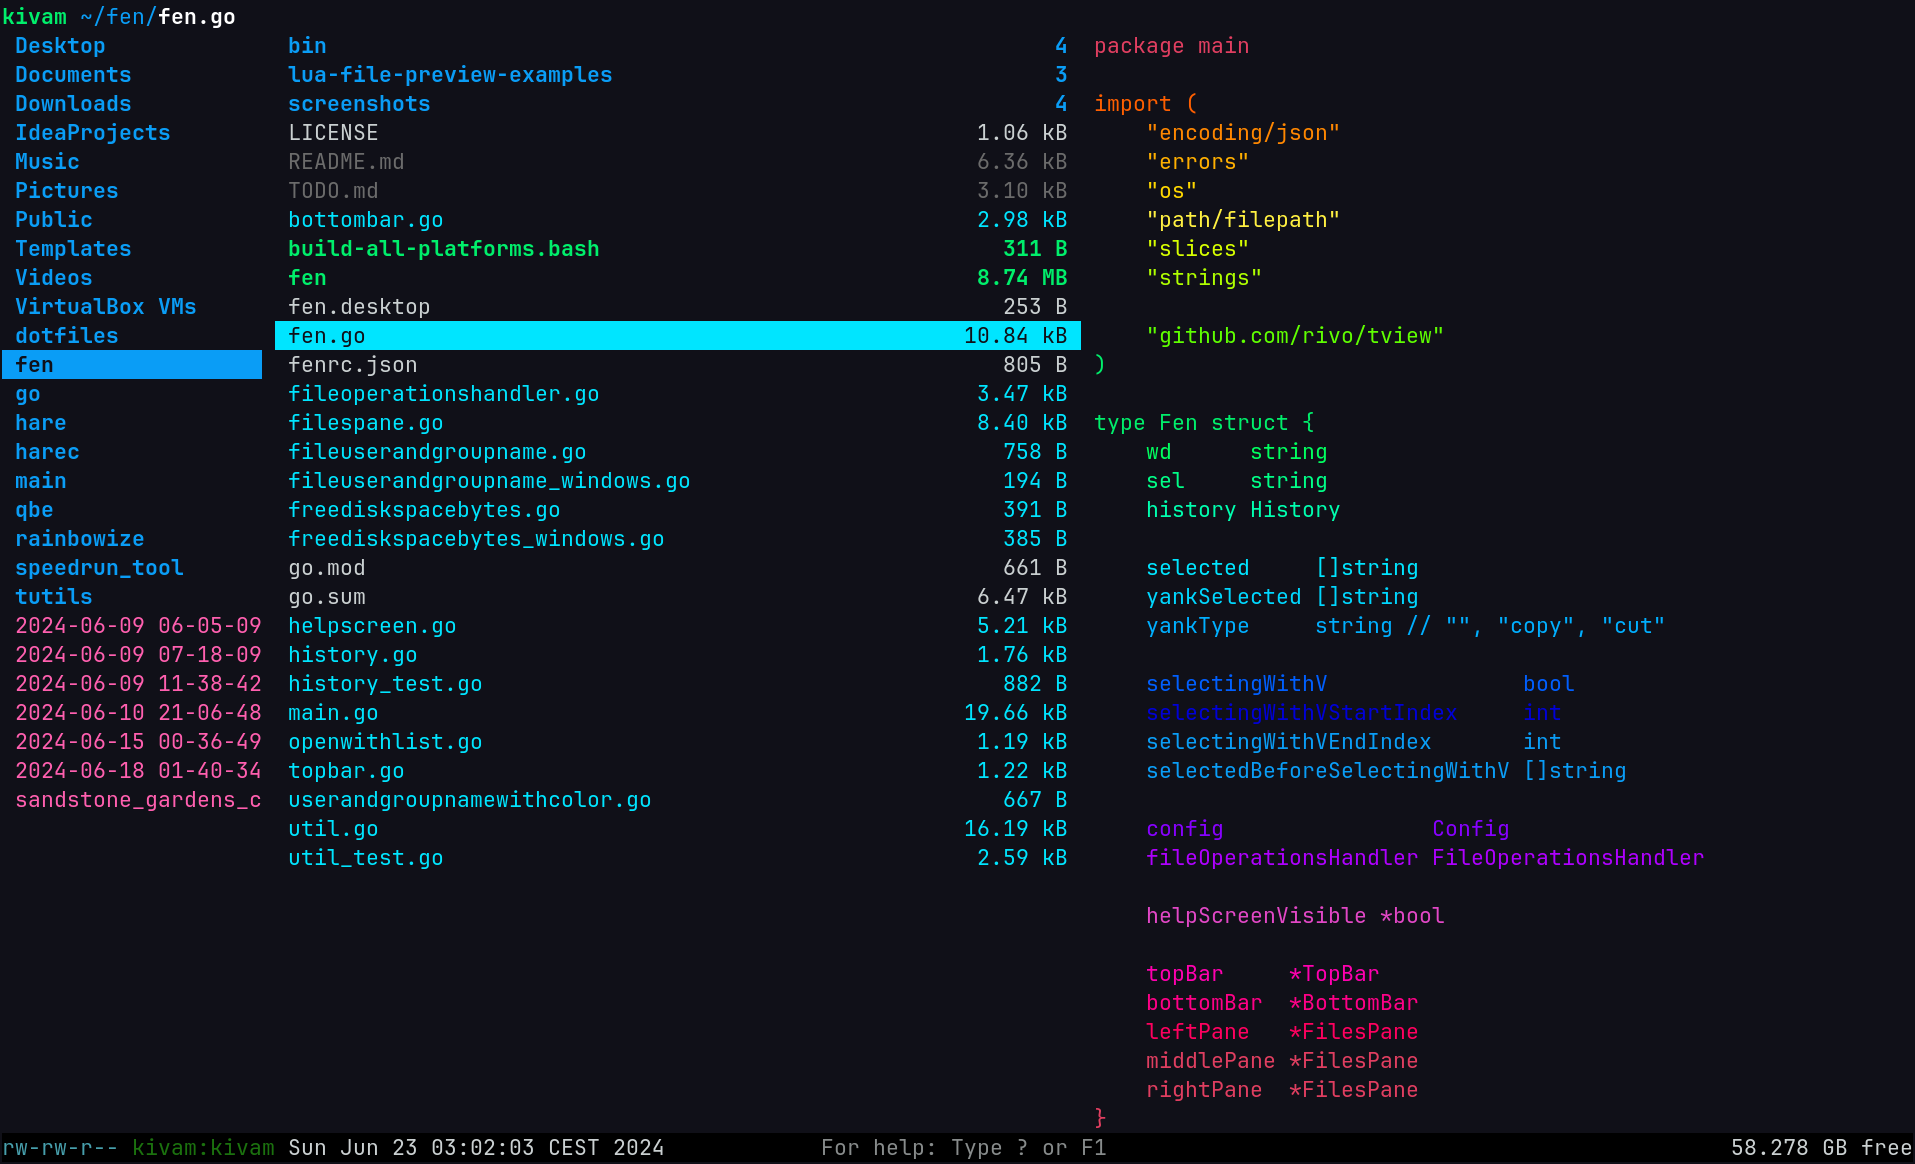 kivam ~/fen/fen.go
Desktop bin 4 package main
Documents lua-file-preview-examples 3
Downloads screenshots 4 import (
IdeaProjects LICENSE 1.06 kB "encoding/json"
Music README.md 6.36 kB "errors"
Pictures TODO.md 3.10 kB "os"
Public bottombar.go 2.98 kB "path/filepath"
Templates build-all-platforms.bash 311 B "slices"
Videos fen 8.74 MB "strings"
VirtualBox VMs fen.desktop 253 B
dotfiles fen.go 10.84 kB "github.com/rivo/tview"
fen fenrc.json 805 B )
go fileoperationshandler.go 3.47 kB
hare filespane.go 8.40 kB type Fen struct {
harec fileuserandgroupname.go 758 B wd string
main fileuserandgroupname_windows.go 194 B sel string
qbe freediskspacebytes.go 391 B history History
rainbowize freediskspacebytes_windows.go 385 B
speedrun_tool go.mod 661 B selected []string
tutils go.sum 6.47 kB yankSelected []string
2024-06-09 06-05-09 helpscreen.go 5.21 kB yankType string // "", "copy", "cut"
2024-06-09 07-18-09 history.go 1.76 kB
2024-06-09 11-38-42 history_test.go 882 B selectingWithV bool
2024-06-10 21-06-48 main.go 19.66 kB selectingWithVStartIndex int
2024-06-15 00-36-49 openwithlist.go 1.19 kB selectingWithVEndIndex int
2024-06-18 01-40-34 topbar.go 1.22 kB selectedBeforeSelectingWithV []string
sandstone_gardens_c userandgroupnamewithcolor.go 667 B
util.go 16.19 kB config Config
util_test.go 2.59 kB fileOperationsHandler FileOperationsHandler
helpScreenVisible *bool
topBar *TopBar
bottomBar *BottomBar
leftPane *FilesPane
middlePane *FilesPane
rightPane *FilesPane
}
rw-rw-r-- kivam:kivam Sun Jun 23 03:02:03 CEST 2024 For help: Type ? or F1 58.278 GB free